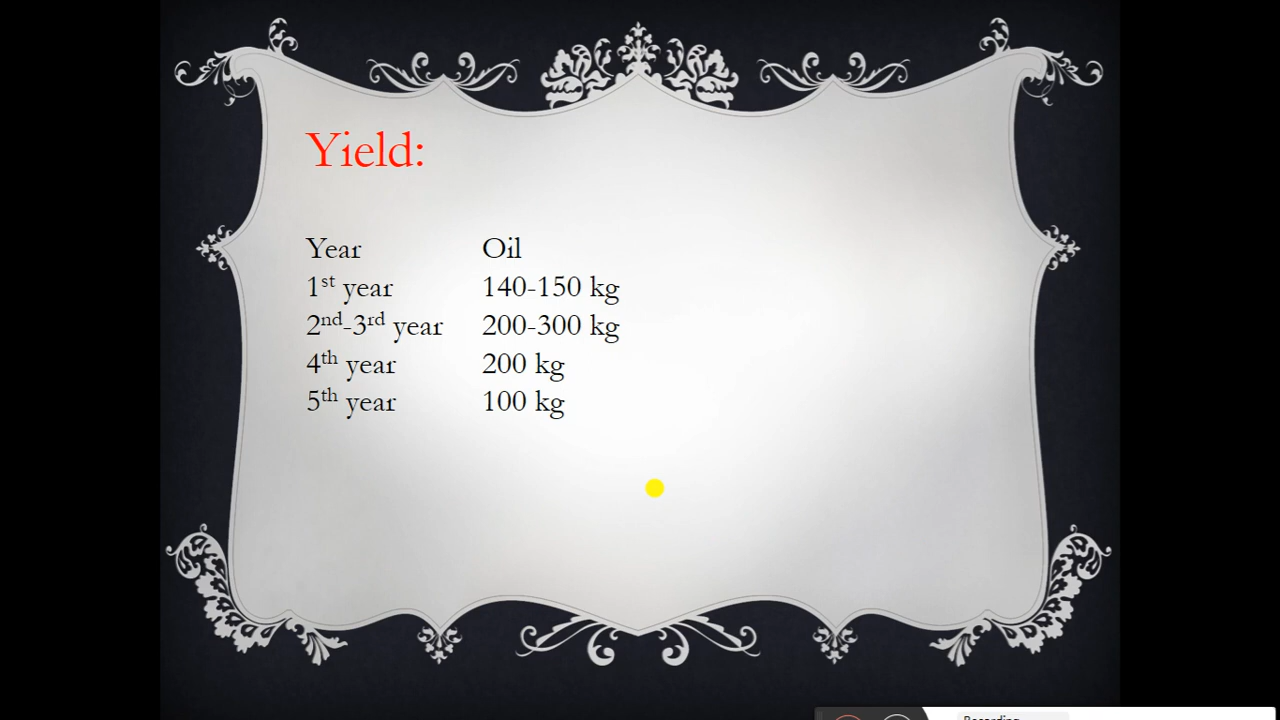 Yield:
Year Oil
1st year 140-150 kg
2nd-3rd year 200-300 kg
4th year 200 kg
5th year 100 kg
Recording